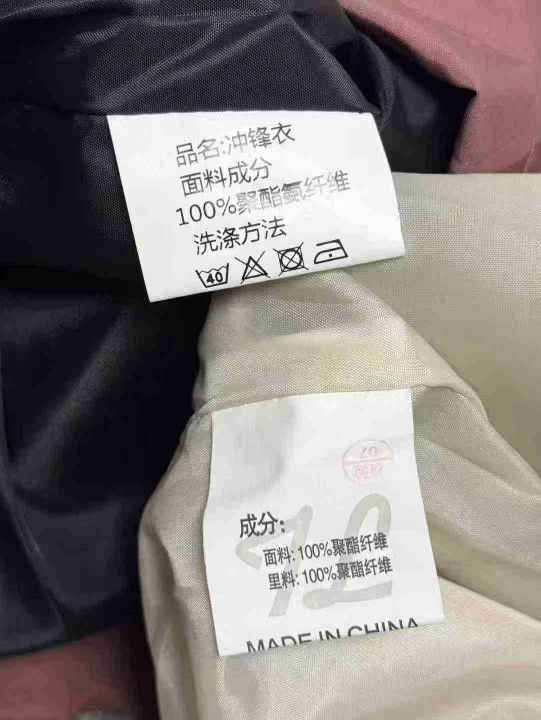 品名:冲锋衣
面料成分
100%聚酯氨纤维
洗涤方法
40
成分:
面料: 100%聚酯纤维
里料: 100%聚酯纤维
MADE IN CHINA
07